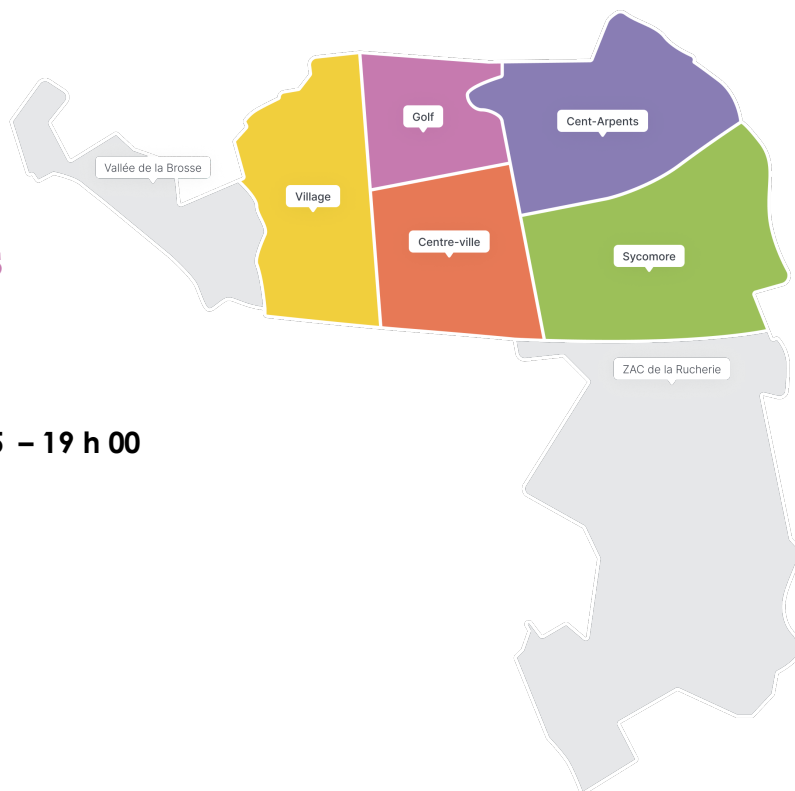 Cent-Arpents
Golf
Vallée de la Brosse
Village
Centre-ville
Sycomore
ZAC de la Rucherie
– 19 h 00